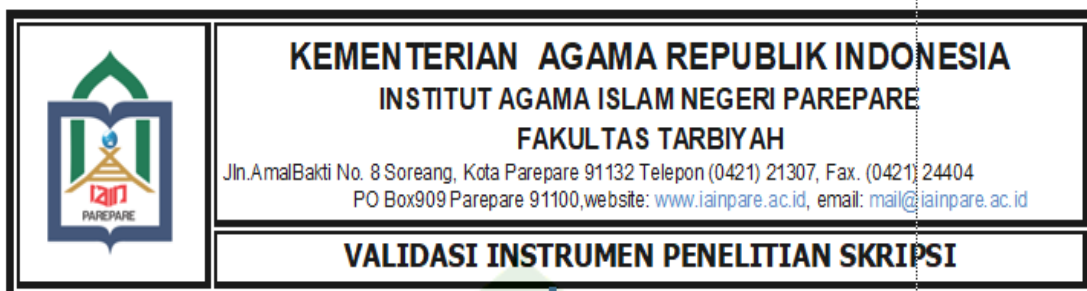 KEMENTERIAN AGAMA REPUBLIK INDONESIA
INSTITUT AGAMA ISLAM NEGERI PAREPARE
FAKULTAS TARBIYAH
Jln.AmalBakti No. 8 Soreang, Kota Parepare 91132 Telepon (0421) 21307, Fax. (0421) 24404
PO Box909 Parepare 91100,website: www.iainpare.ac.id, email: mail@iainpare.ac.id
iain
PAREPARE
VALIDASI INSTRUMEN PENELITIAN SKRIPSI